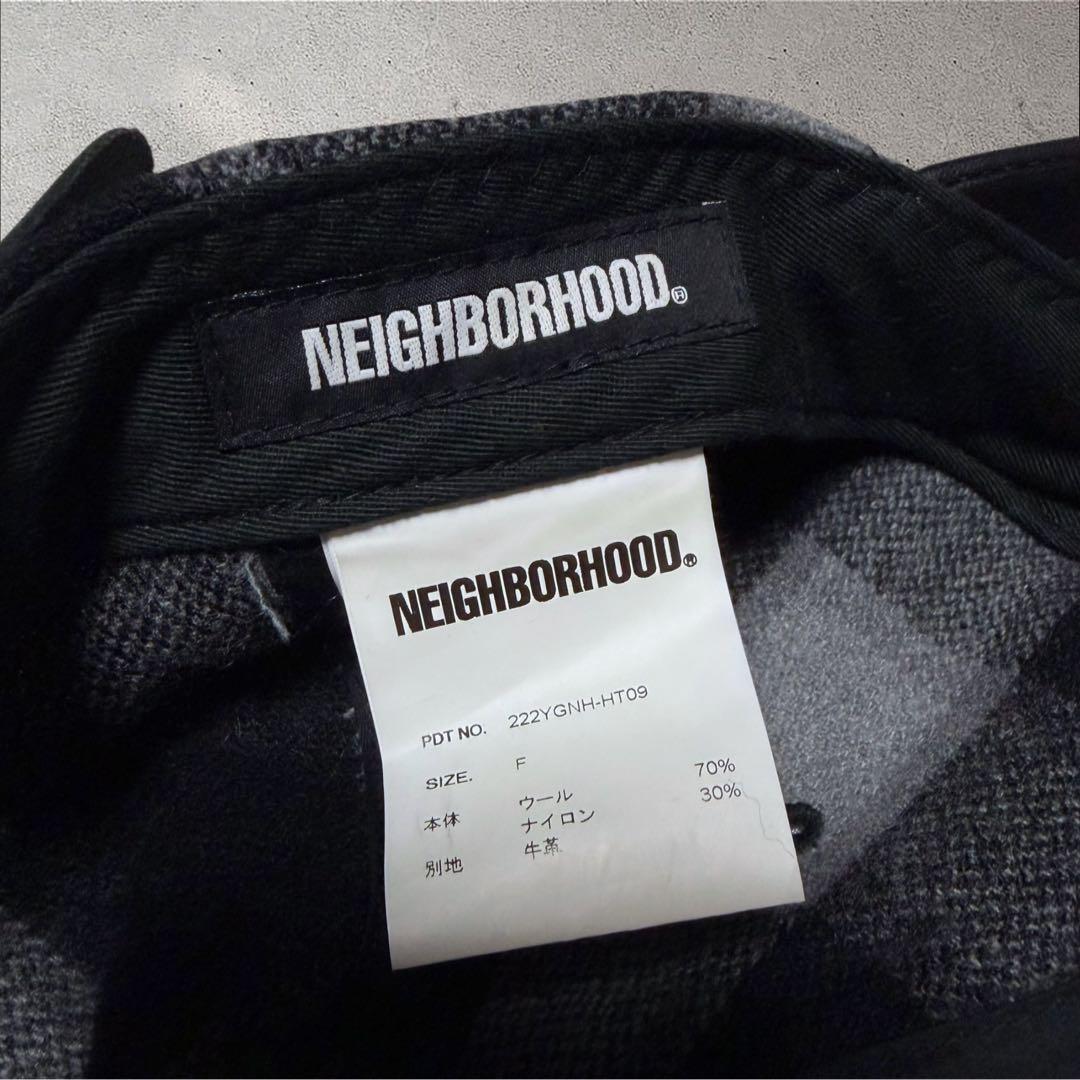 NEIGHBORHOOD®
NEIGHBORHOOD®
PDT NO. 222YGNH-HT09
SIZE. F
本体 ウール 70%
ナイロン 30%
別地 牛革